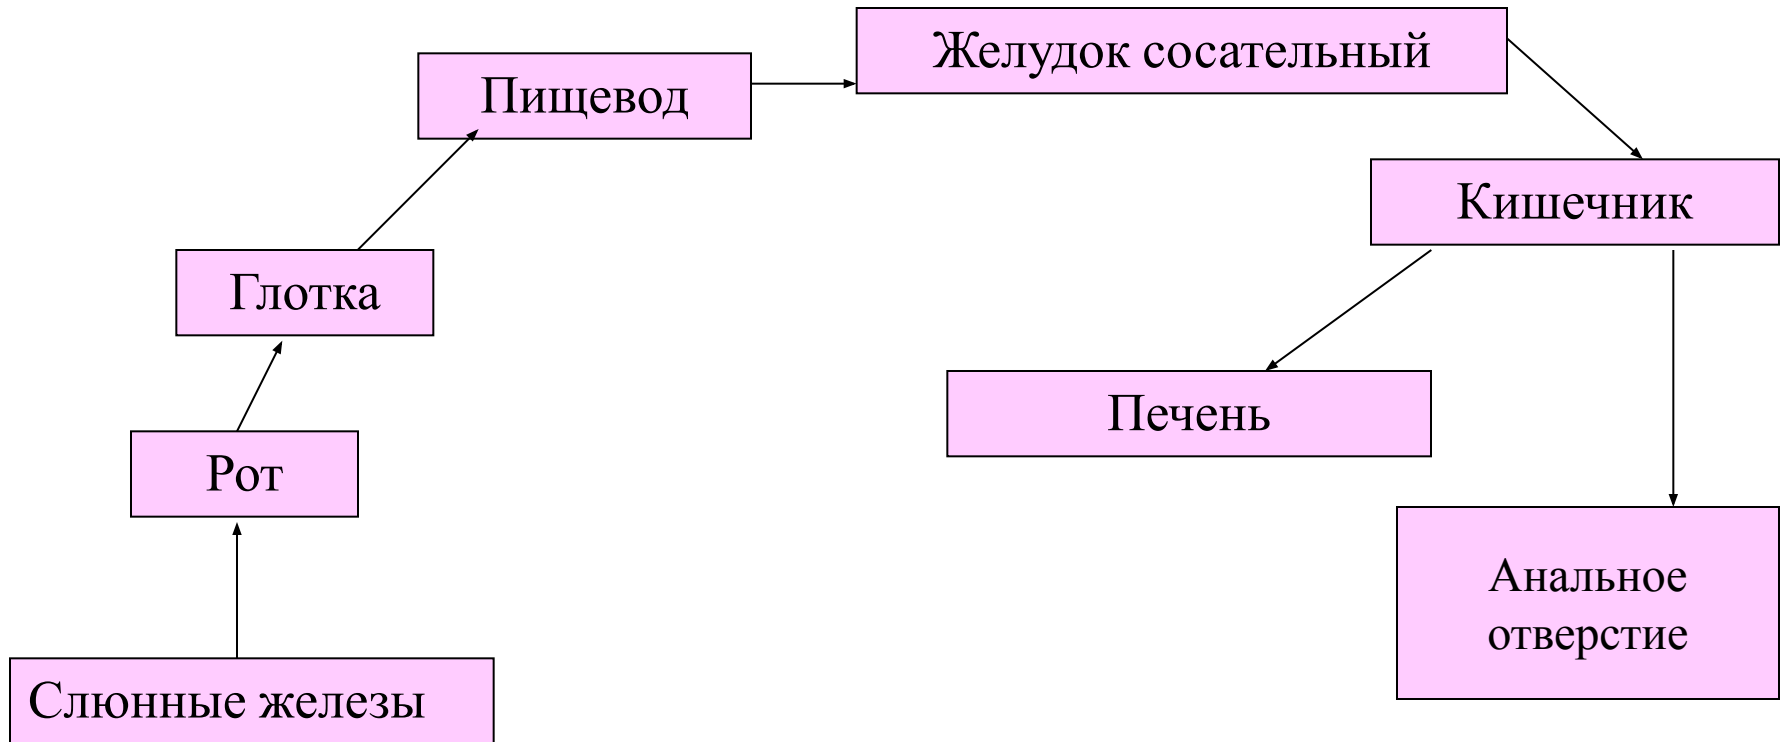 Желудок сосательный
Пищевод
Кишечник
Глотка
Печень
Рот
Анальное
отверстие
Слюнные железы